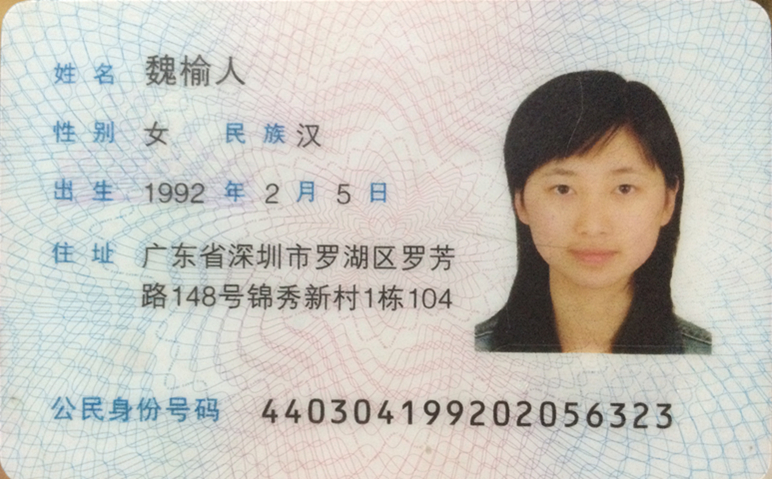 姓名 魏榆人
性别 女 民族 汉
出生 1992 年 2 月 5 日
住址 广东省深圳市罗湖区罗芳
路148号锦秀新村1栋104
公民身份号码 440304199202056323